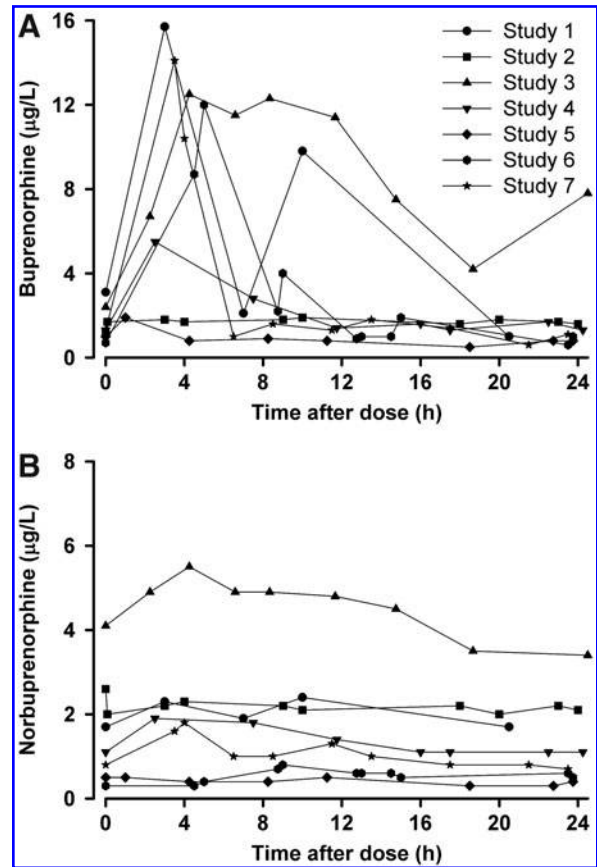 A
Study 1
Study 2
Study 3
Study 4
Study 5
Study 6
Study 7
Buprenorphine (μg/L)
16
12
8
4
0
0 4 8 12 16 20 24
Time after dose (h)
B
Norbuprenorphine (μg/L)
8
6
4
2
0
0 4 8 12 16 20 24
Time after dose (h)